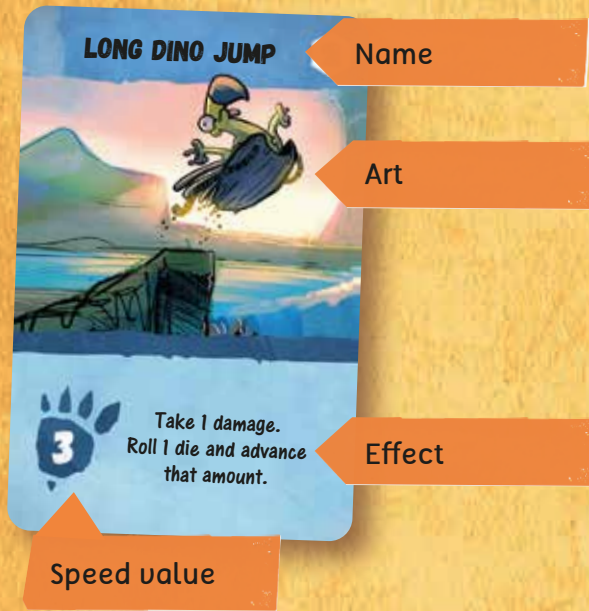 LONG DINO JUMP
Name
Art
3
Take 1 damage.
Roll 1 die and advance
that amount.
Effect
Speed value